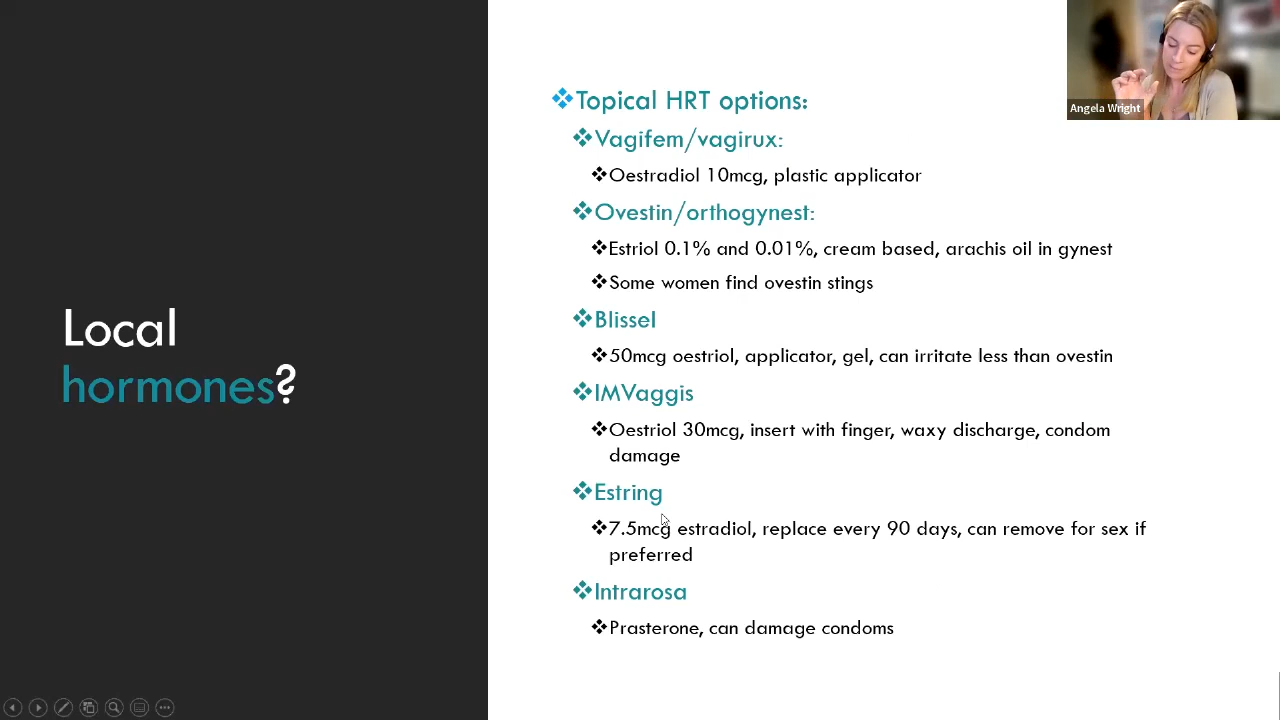 Local
hormones?
Topical HRT options:
Vagifem/vagirux:
Oestradiol 10mcg, plastic applicator
Ovestin/orthogynest:
Estriol 0.1% and 0.01%, cream based, arachis oil in gynest
Some women find ovestin stings
Blissel
50mcg oestriol, applicator, gel, can irritate less than ovestin
IMVaggis
Oestriol 30mcg, insert with finger, waxy discharge, condom
damage
Estring
7.5mcg estradiol, replace every 90 days, can remove for sex if
preferred
Intrarosa
Prasterone, can damage condoms
Angela Wright